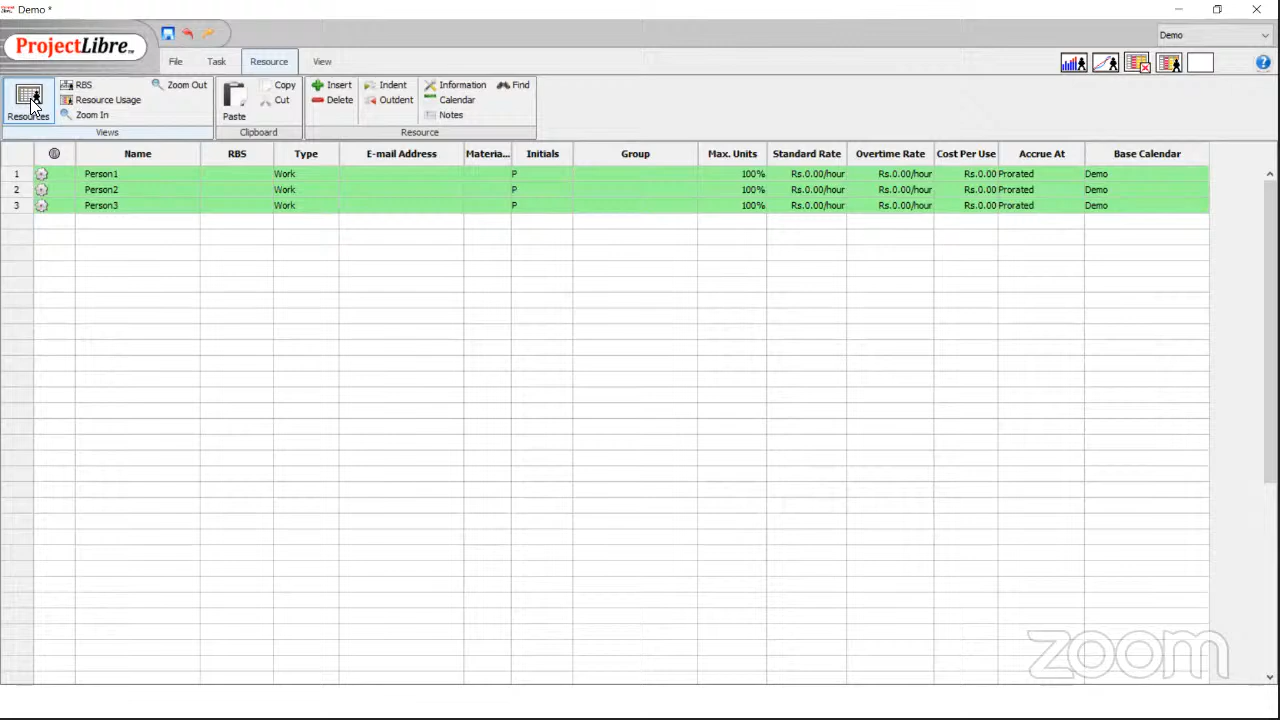 Demo *
ProjectLibre
Demo
File Task Resource View
Resources
RBS
Resource Usage
Zoom In
Zoom Out
Views
Paste
Copy
Cut
Clipboard
Insert
Delete
Indent
Outdent
Information
Calendar
Notes
Find
Resource
Name RBS Type E-mail Address Materia... Initials Group Max. Units Standard Rate Overtime Rate Cost Per Use Accrue At Base Calendar
1 Person1 Work P 100% Rs.0.00/hour Rs.0.00/hour Rs.0.00 Prorated Demo
2 Person2 Work P 100% Rs.0.00/hour Rs.0.00/hour Rs.0.00 Prorated Demo
3 Person3 Work P 100% Rs.0.00/hour Rs.0.00/hour Rs.0.00 Prorated Demo
zoom